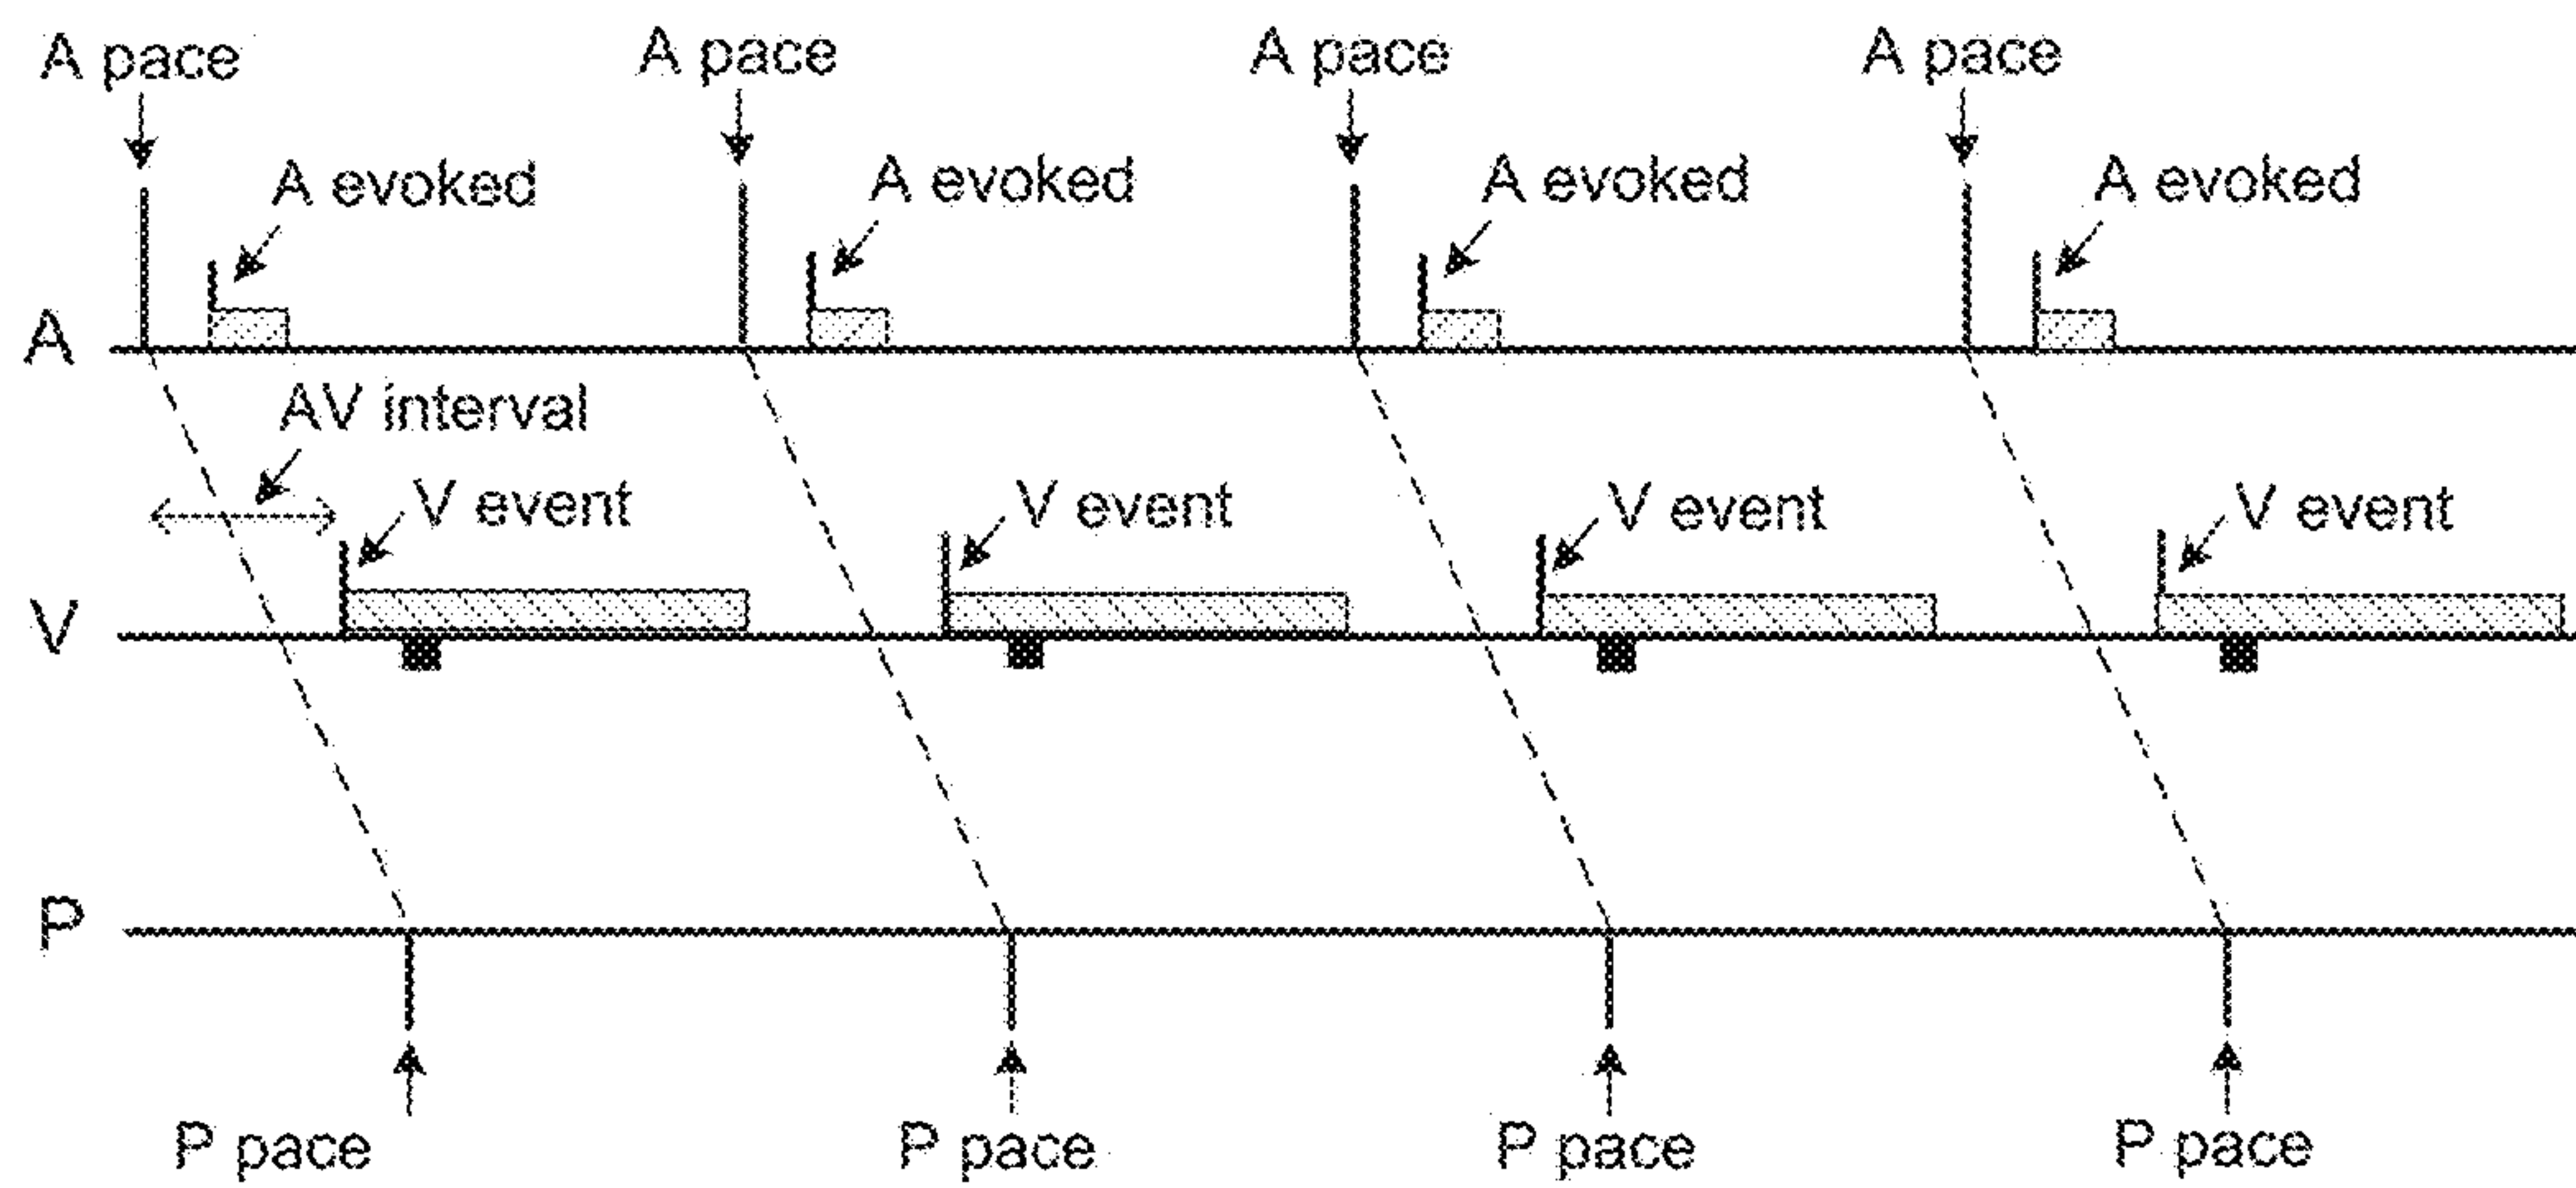 A pace A pace A pace A pace
A evoked A evoked A evoked A evoked
A
AV interval
V event V event V event V event
V
P
P pace P pace P pace P pace